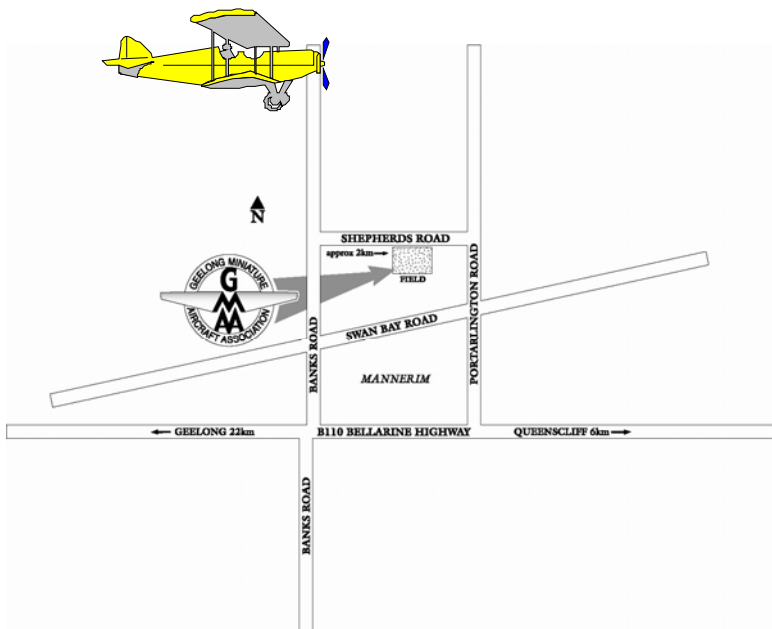 N
SHEPHERDS ROAD
approx 2km
FIELD
GEELONG MINIATURE
G
M
AA
AIRCRAFT ASSOCIATION
BANKS ROAD
SWAN BAY ROAD
PORTARLINGTON ROAD
MANNERIM
GEELONG 22km
B110 BELLARINE HIGHWAY
QUEENSCLIFF 6km
BANKS ROAD